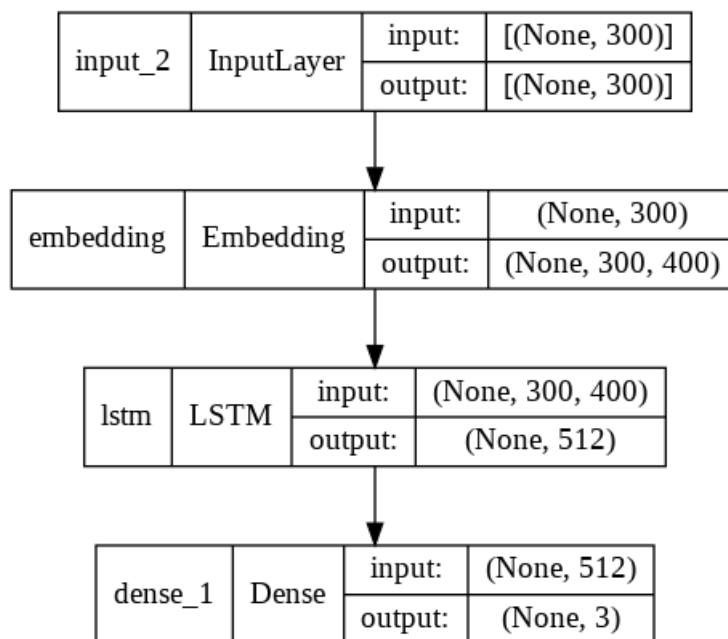 input_2 InputLayer input: [(None, 300)]
output: [(None, 300)]
embedding Embedding input: (None, 300)
output: (None, 300, 400)
lstm LSTM input: (None, 300, 400)
output: (None, 512)
dense_1 Dense input: (None, 512)
output: (None, 3)